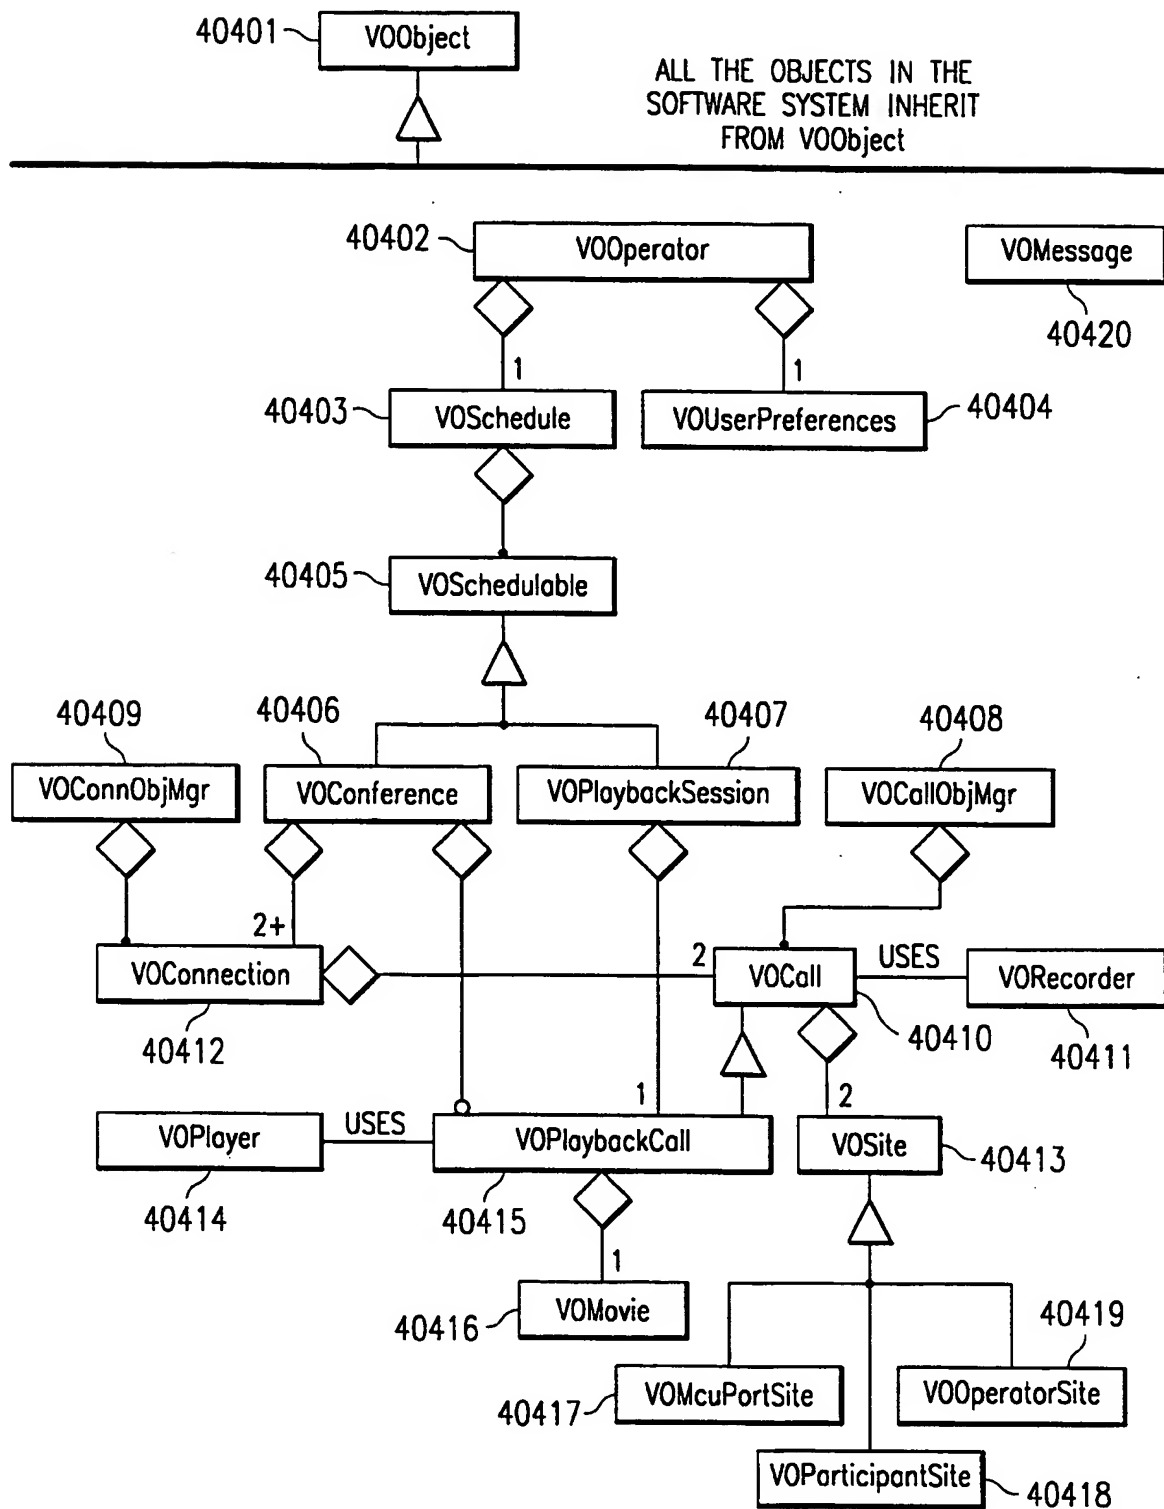 40401
VOObject
ALL THE OBJECTS IN THE
SOFTWARE SYSTEM INHERIT
FROM VOObject
40402
VOOperator
VOMessage
40420
1
1
40403
VOSchedule
VOUserPreferences
40404
40405
VOSchedulable
40409
40406
40407
40408
VOConnObjMgr
VOConference
VOPlaybackSession
VOCallObjMgr
2+
VOConnection
2
VOCall
USES
VORecorder
40412
40410
40411
1
2
VOPlayer
USES
VOPlaybackCall
VOSite
40413
40414
40415
1
VOMovie
40416
40419
VOMcuPortSite
VOOperatorSite
40417
VOParticipantSite
40418